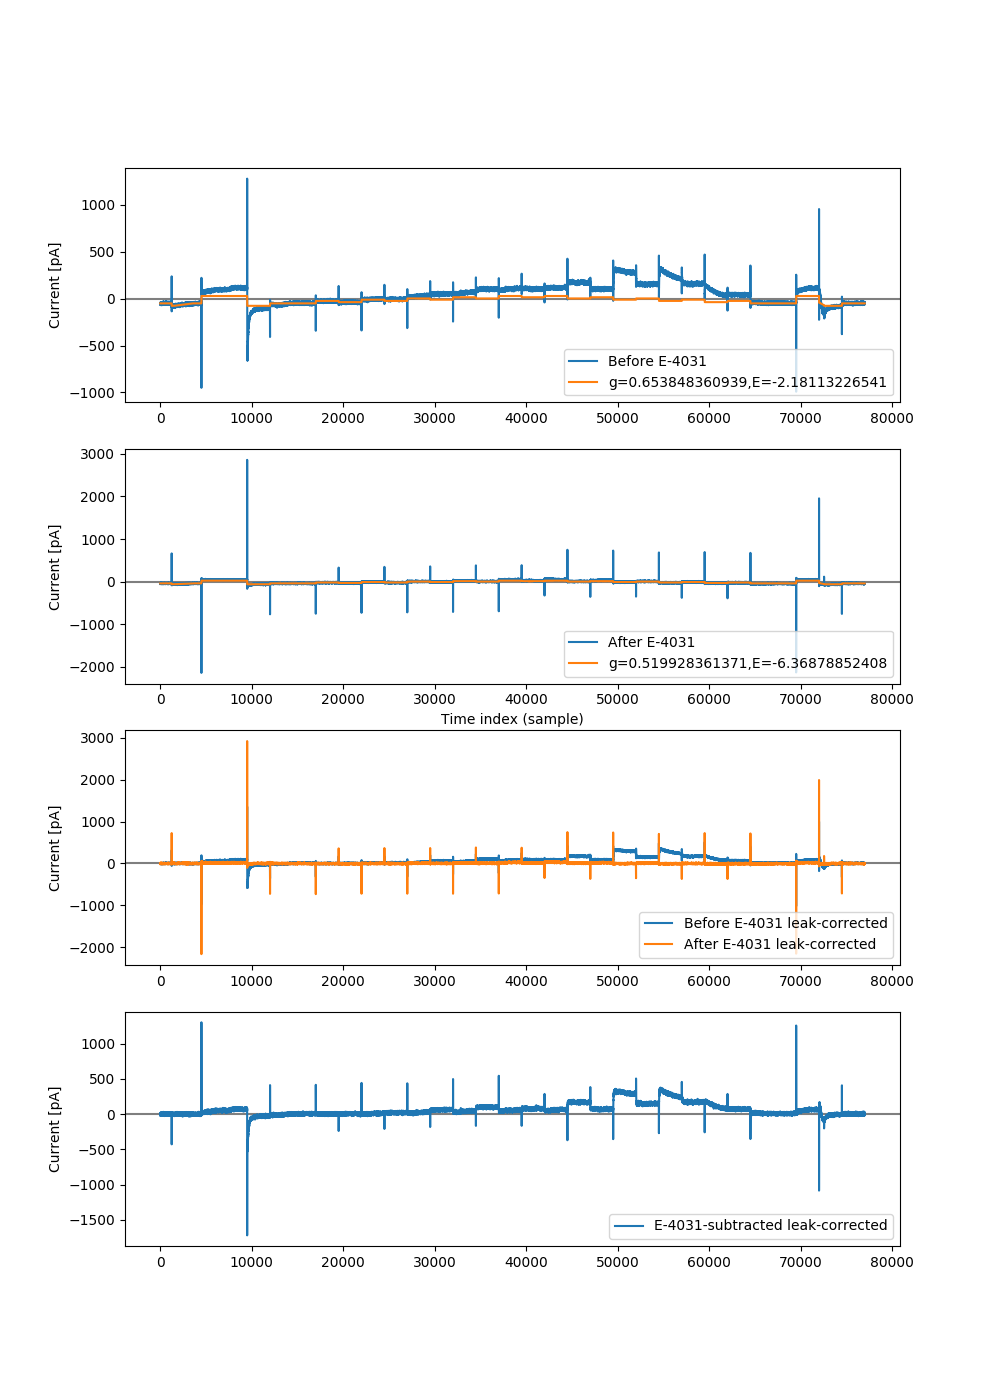 1000
500
0
−500
−1000
Current [pA]
Before E-4031
g=0.653848360939,E=-2.18113226541
0 10000 20000 30000 40000 50000 60000 70000 80000
3000
2000
1000
0
−1000
−2000
Current [pA]
After E-4031
g=0.519928361371,E=-6.36878852408
0 10000 20000 30000 40000 50000 60000 70000 80000
Time index (sample)
3000
2000
1000
0
−1000
−2000
Current [pA]
Before E-4031 leak-corrected
After E-4031 leak-corrected
0 10000 20000 30000 40000 50000 60000 70000 80000
1000
500
0
−500
−1000
−1500
Current [pA]
E-4031-subtracted leak-corrected
0 10000 20000 30000 40000 50000 60000 70000 80000